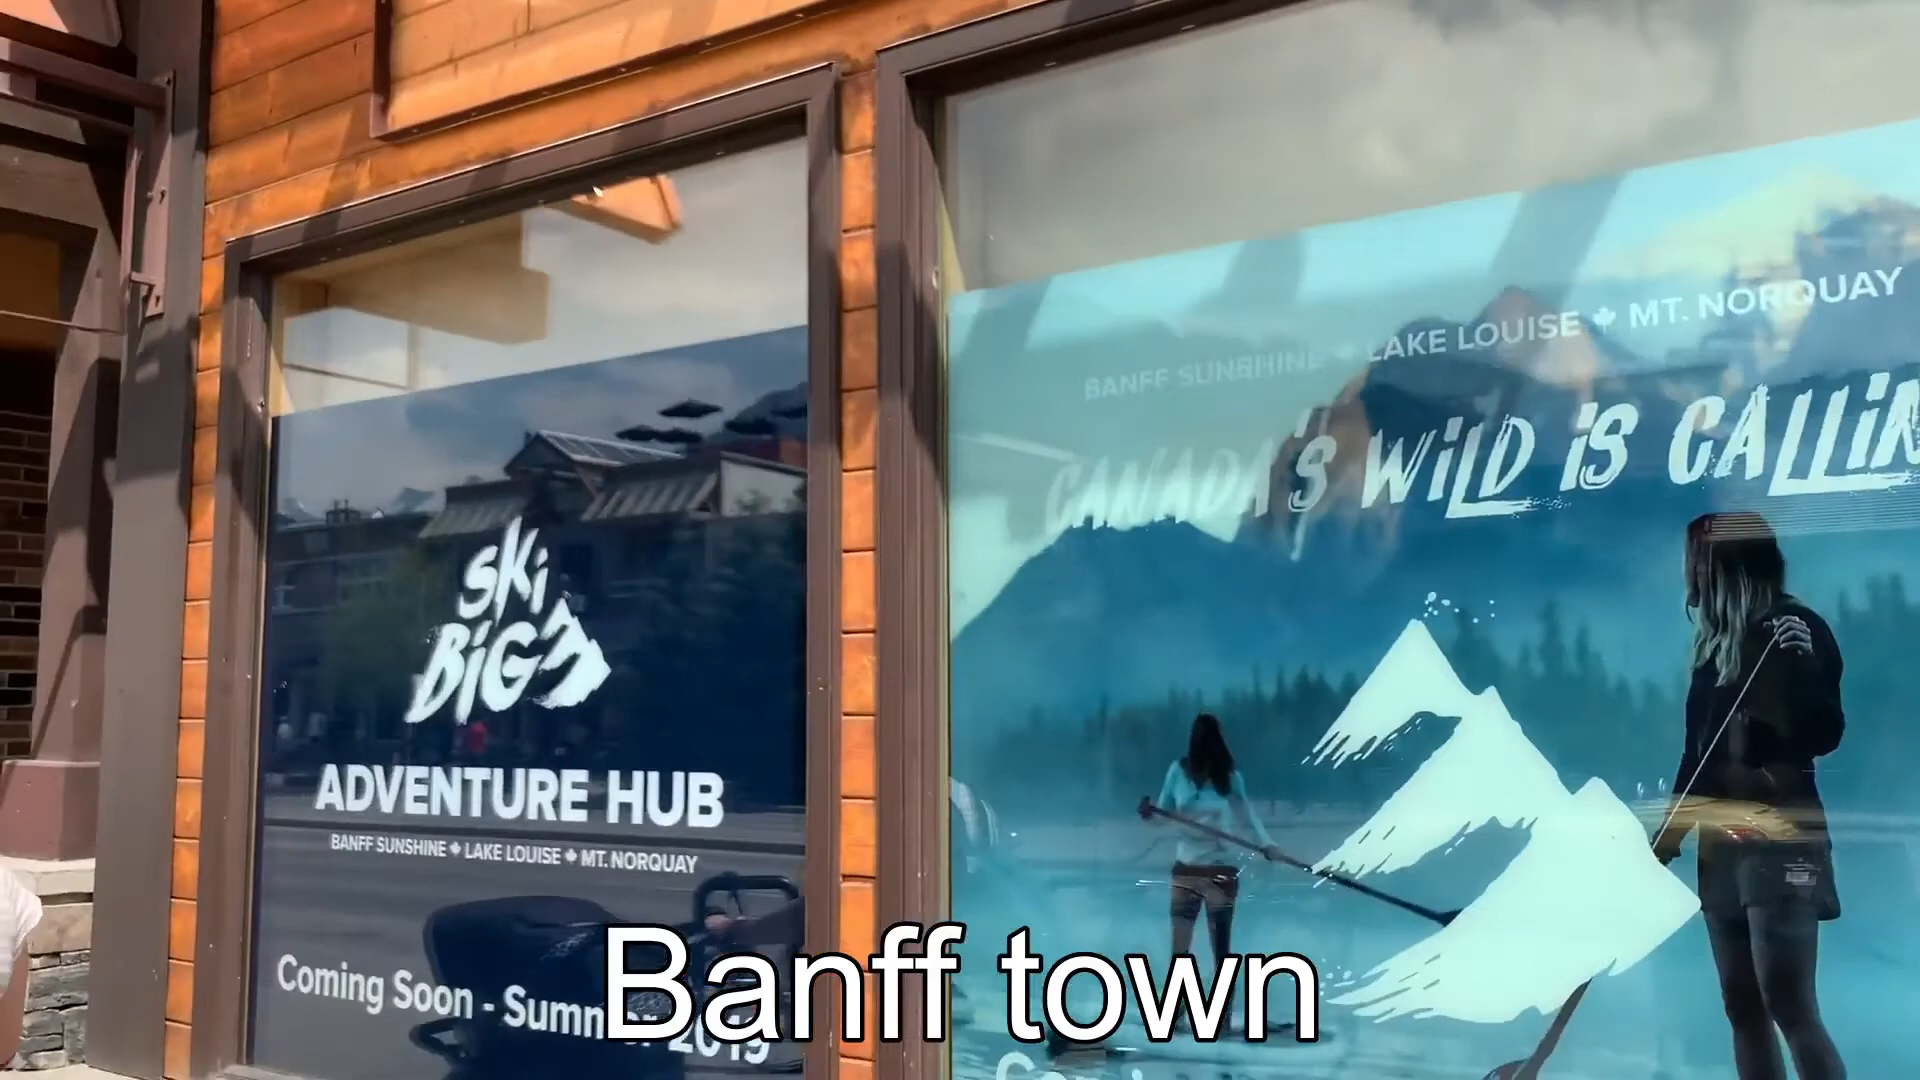 SKi
BiG3
ADVENTURE HUB
BANFF SUNSHINE LAKE LOUISE MT. NORQUAY
Coming Soon - Summer 2019
BANFF SUNSHINE LAKE LOUISE MT. NORQUAY
CANADA'S WiLD iS CALLiN
Banff town